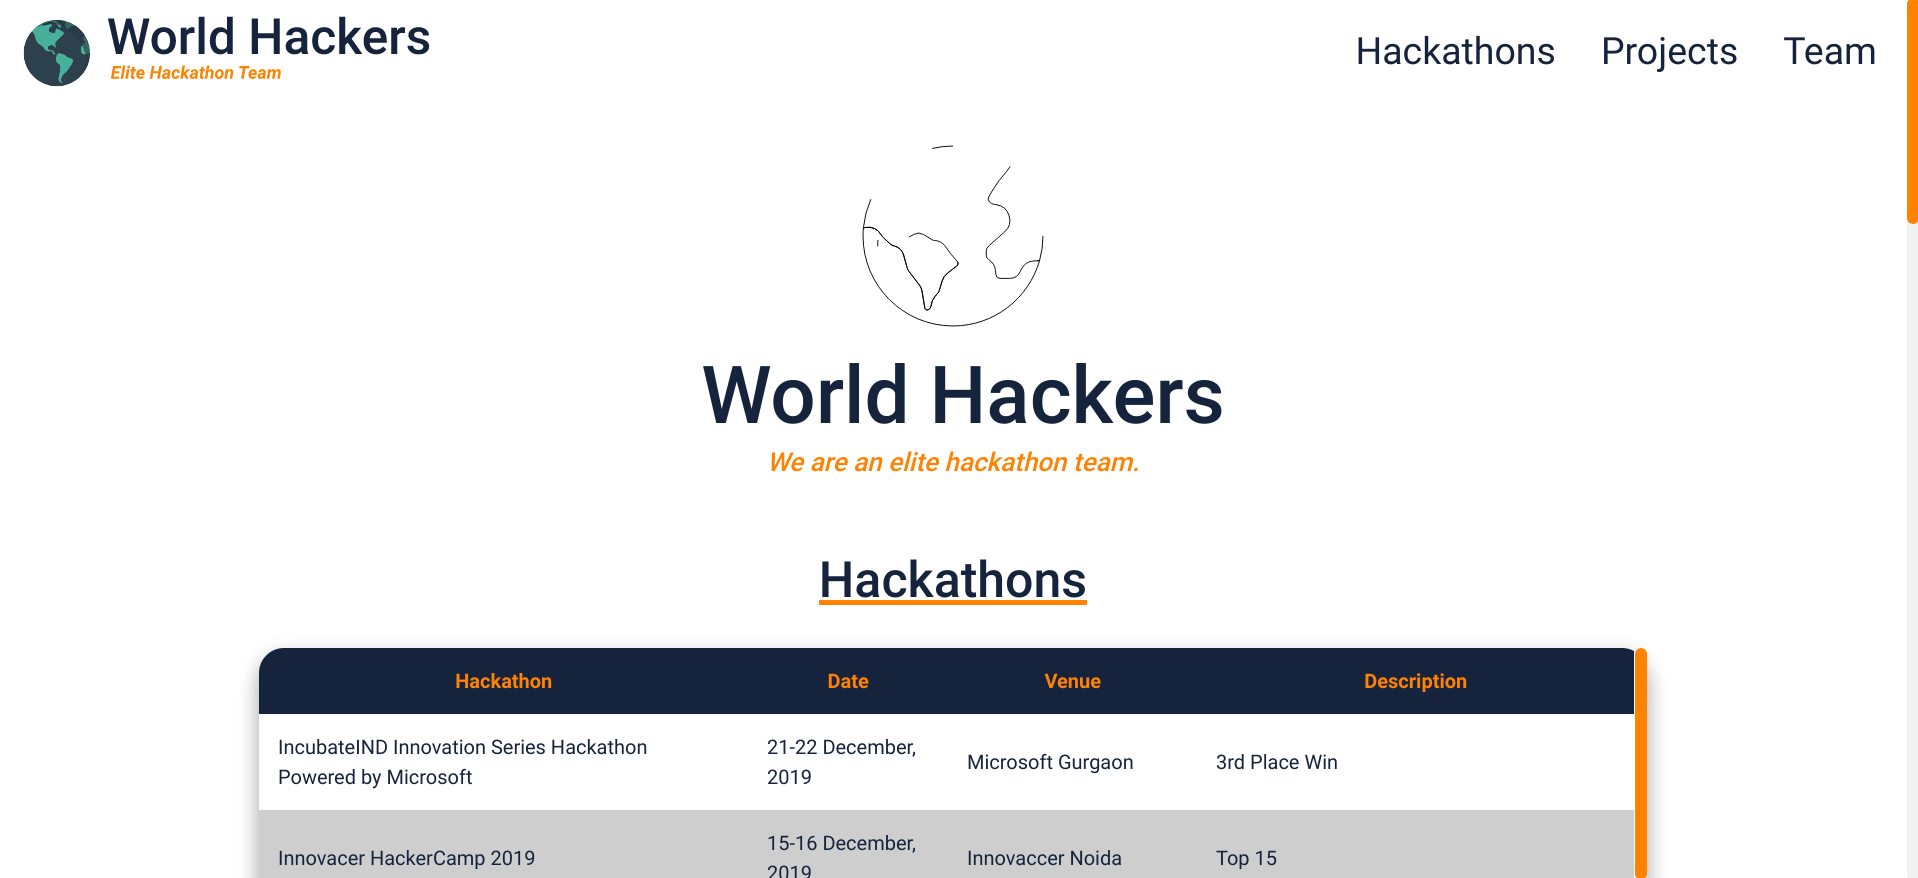 World Hackers
Elite Hackathon Team
Hackathons Projects Team
World Hackers
We are an elite hackathon team.
Hackathons
Hackathon Date Venue Description
IncubateIND Innovation Series Hackathon
Powered by Microsoft
21-22 December,
2019
Microsoft Gurgaon
3rd Place Win
Innovacer HackerCamp 2019
15-16 December,
2019
Innovaccer Noida
Top 15